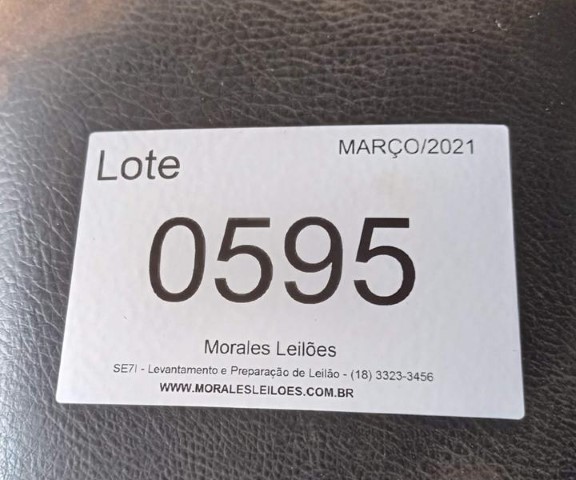 Lote
MARÇO/2021
0595
Morales Leilões
SE7I - Levantamento e Preparação de Leilão - (18) 3323-3456
WWW.MORALESLEILOES.COM.BR